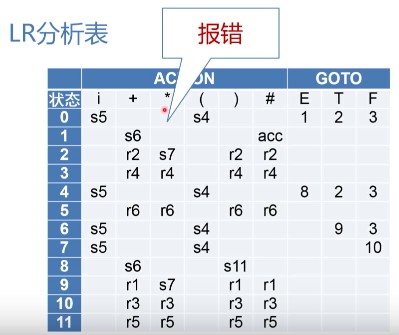 LR分析表
报错
ACTION GOTO
状态 i + * ( ) # E T F
0 s5 s4 1 2 3
1 s6 acc
2 r2 s7 r2 r2
3 r4 r4 r4 r4
4 s5 s4 8 2 3
5 r6 r6 r6 r6
6 s5 s4 9 3
7 s5 s4 10
8 s6 s11
9 r1 s7 r1 r1
10 r3 r3 r3 r3
11 r5 r5 r5 r5